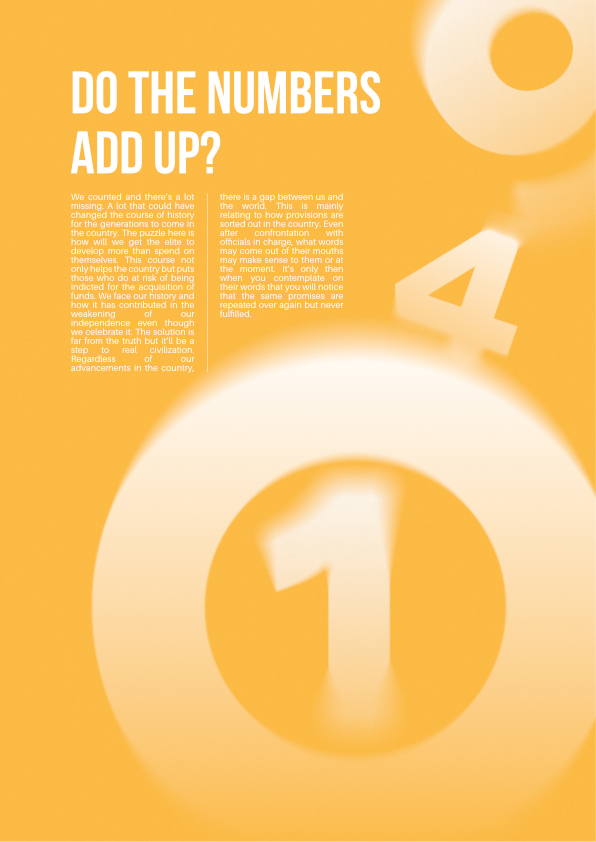 DO THE NUMBERS
ADD UP?
We counted and there's a lot
missing. A lot that could have
changed the course of history
for the generations to come in
the country. The puzzle here is
how will we get the elite to
develop more than spend on
themselves. This course not
only helps the country but puts
those who do at risk of being
indicted for the acquisition of
funds. We face our history and
how it has contributed in the
weakening of our
independence even though
we celebrate it. The solution is
far from the truth but it'll be a
step to real civilization.
Regardless of our
advancements in the country,
there is a gap between us and
the world. This is mainly
relating to how provisions are
sorted out in the country. Even
after confrontation with
officials in charge, what words
may come out of their mouths
may make sense to them or at
the moment. It's only then
when you contemplate on
their words that you will notice
that the same promises are
repeated over again but never
fulfilled.
0
4
0
1